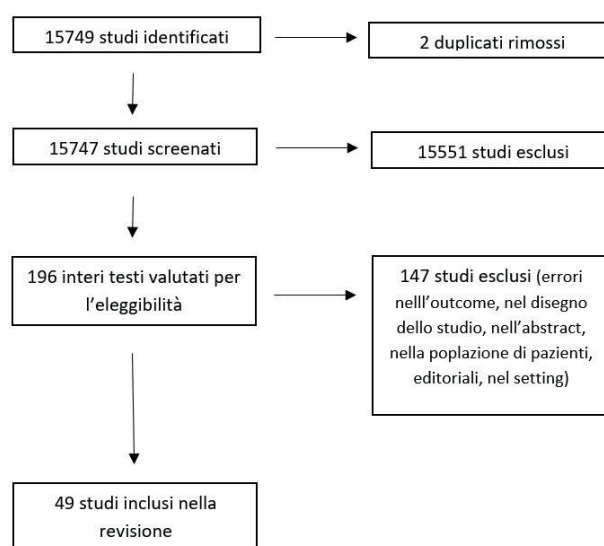 15749 studi identificati
2 duplicati rimossi
15747 studi screenati
15551 studi esclusi
196 interi testi valutati per
l'eleggibilità
147 studi esclusi (errori
nelll'outcome, nel disegno
dello studio, nell'abstract,
nella poplazione di pazienti,
editoriali, nel setting)
49 studi inclusi nella
revisione